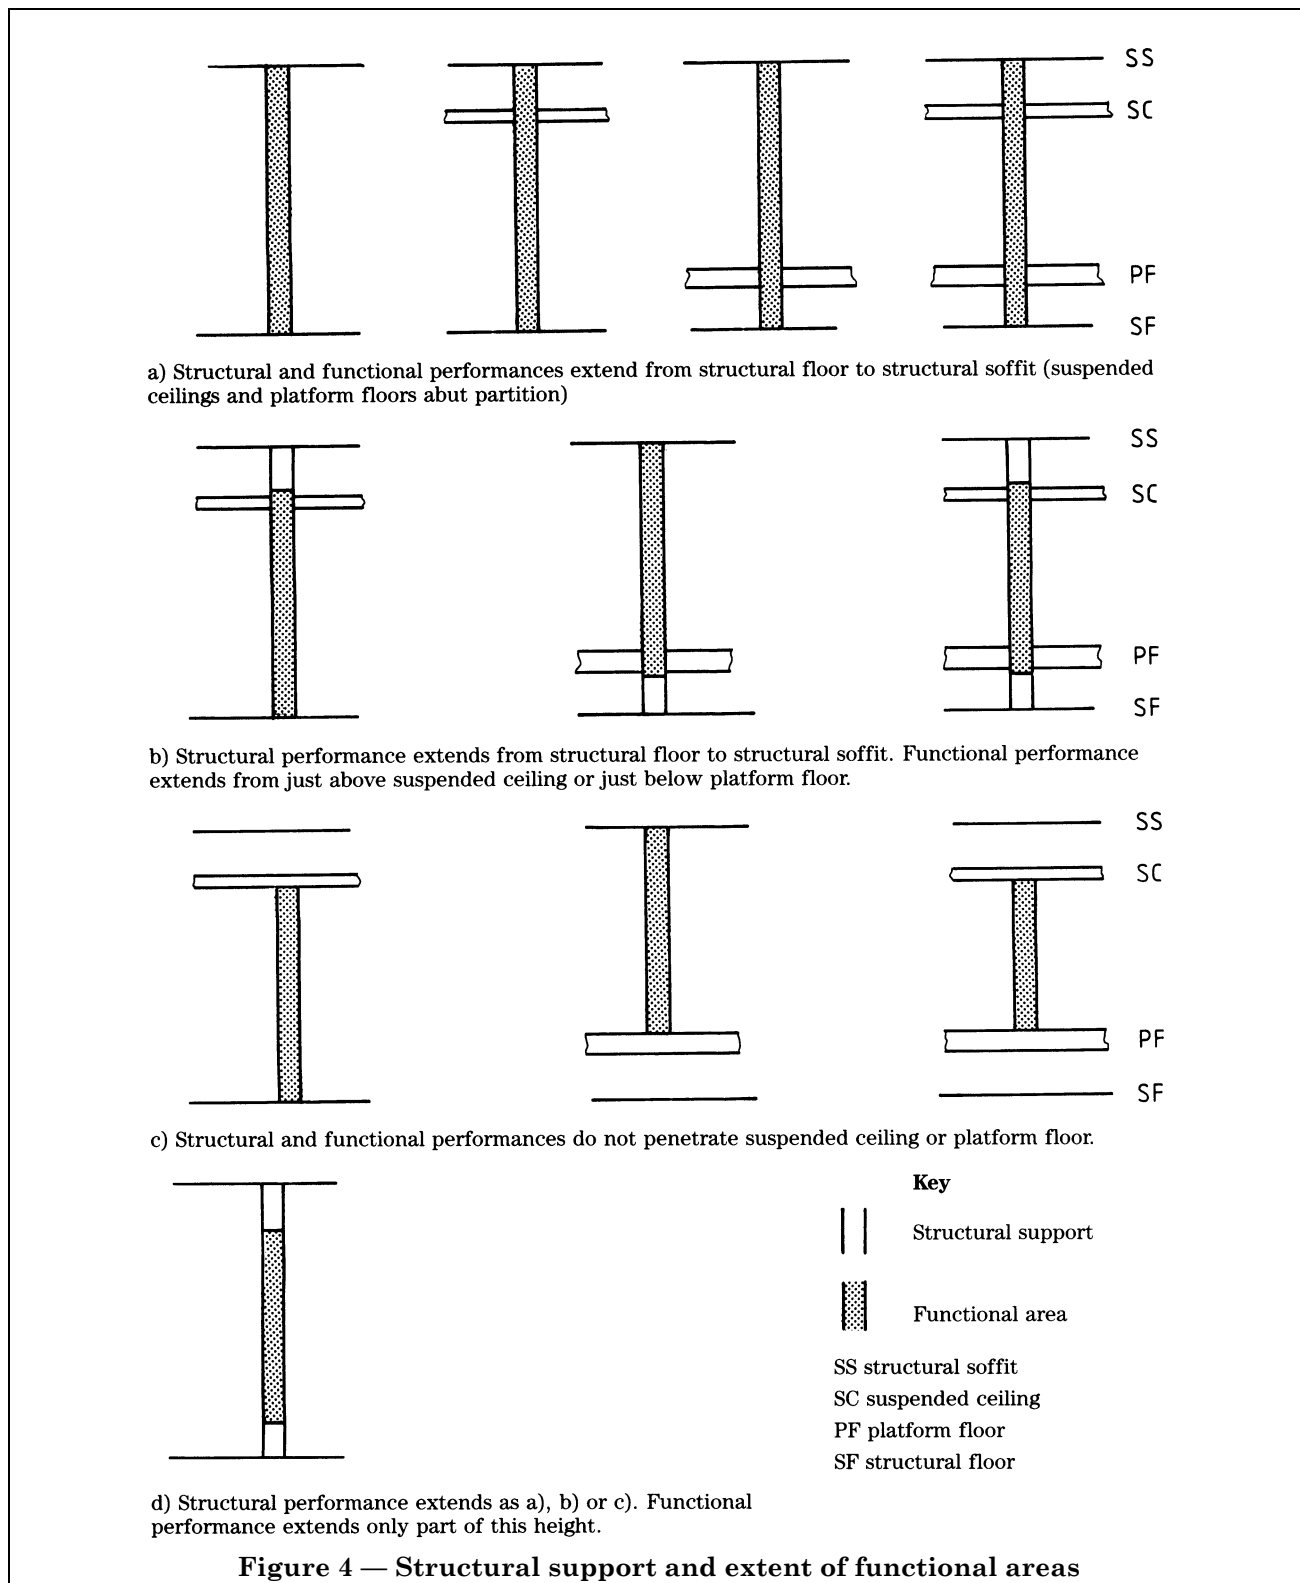 SS
SC
PF
SF
a) Structural and functional performances extend from structural floor to structural soffit (suspended
ceilings and platform floors abut partition)
SS
SC
PF
SF
b) Structural performance extends from structural floor to structural soffit. Functional performance
extends from just above suspended ceiling or just below platform floor.
SS
SC
PF
SF
c) Structural and functional performances do not penetrate suspended ceiling or platform floor.
Key
Structural support
Functional area
SS structural soffit
SC suspended ceiling
PF platform floor
SF structural floor
d) Structural performance extends as a), b) or c). Functional
performance extends only part of this height.
Figure 4 — Structural support and extent of functional areas